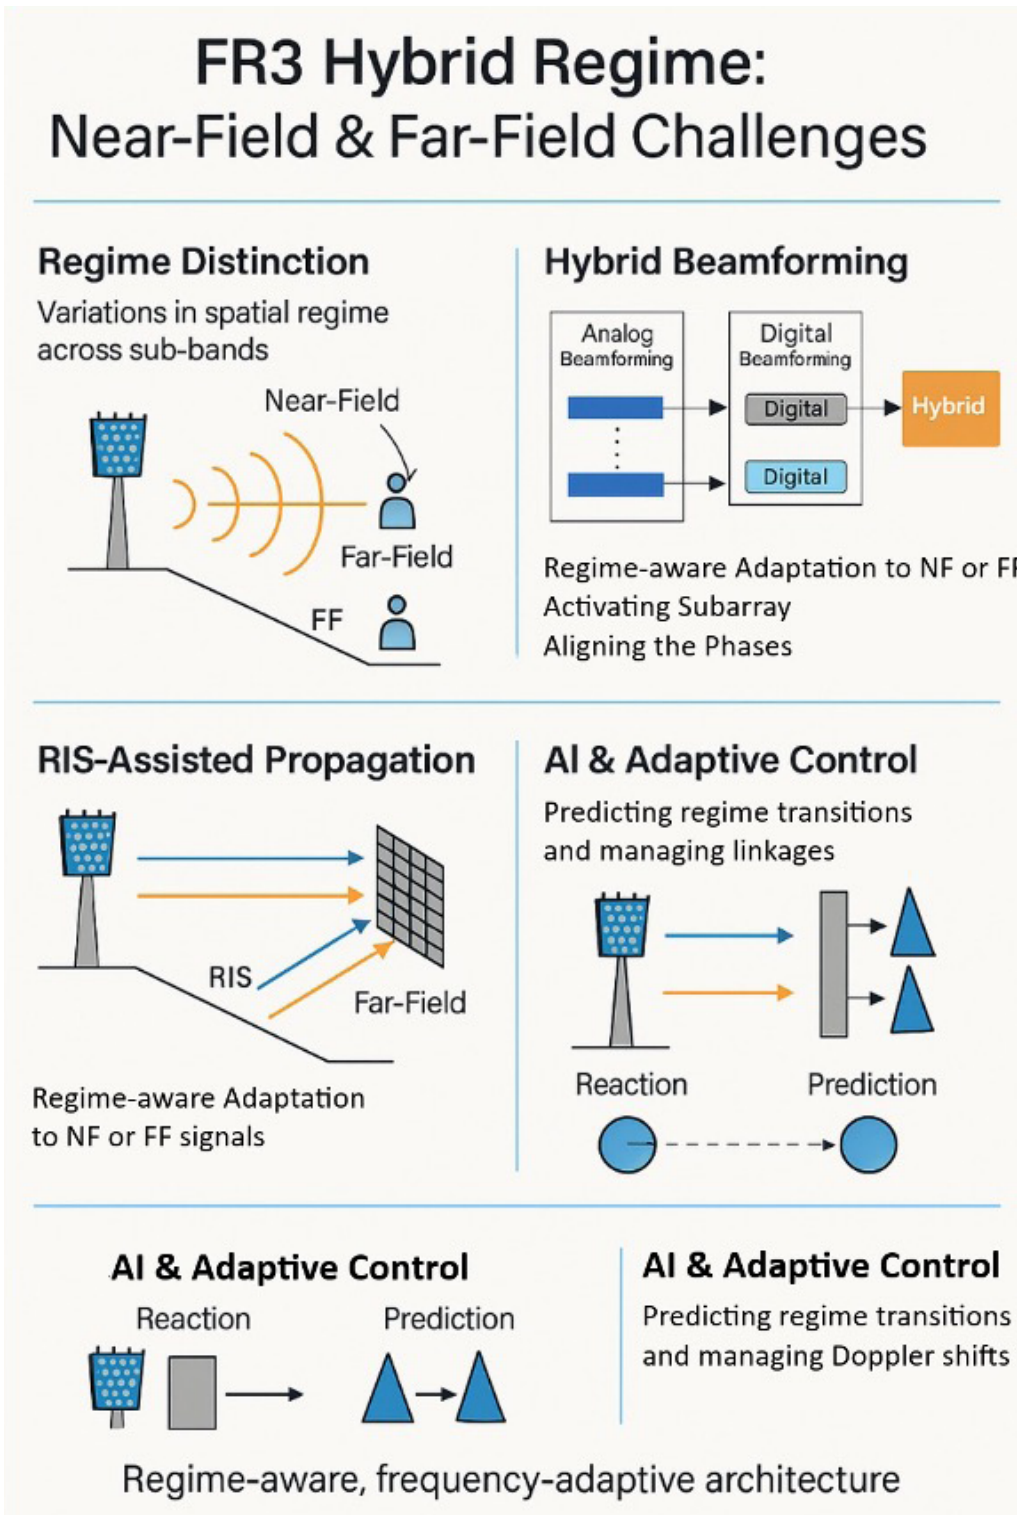 FR3 Hybrid Regime:
Near-Field & Far-Field Challenges
Regime Distinction
Variations in spatial regime
across sub-bands
Near-Field
Far-Field
FF
Hybrid Beamforming
Analog
Beamforming
Digital
Beamforming
Digital
Digital
Hybrid
Regime-aware Adaptation to NF or FF
Activating Subarray
Aligning the Phases
RIS-Assisted Propagation
RIS
Far-Field
Regime-aware Adaptation
to NF or FF signals
AI & Adaptive Control
Predicting regime transitions
and managing linkages
Reaction
Prediction
AI & Adaptive Control
Reaction
Prediction
AI & Adaptive Control
Predicting regime transitions
and managing Doppler shifts
Regime-aware, frequency-adaptive architecture